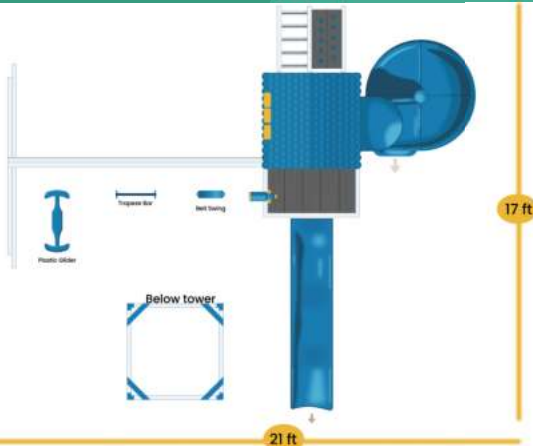 Plastic Glider
Trapeze Bar
Belt Swing
17 ft
Below tower
21 ft